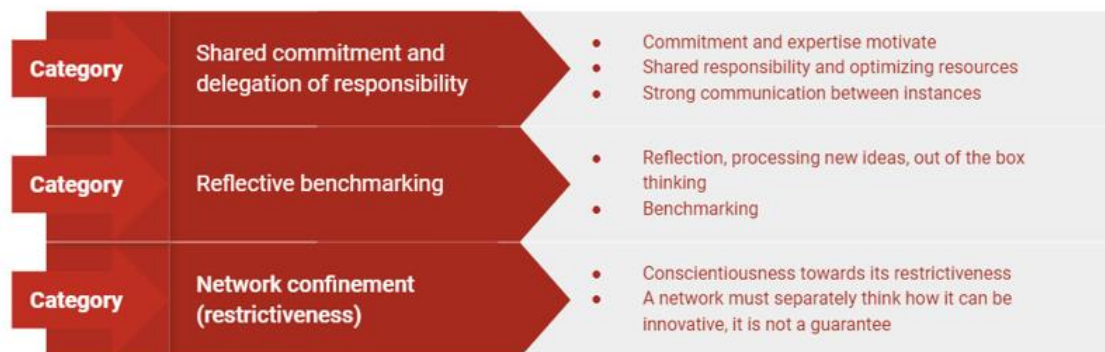 Category
Shared commitment and
delegation of responsibility
• Commitment and expertise motivate
• Shared responsibility and optimizing resources
• Strong communication between instances
Category
Reflective benchmarking
• Reflection, processing new ideas, out of the box
thinking
• Benchmarking
Category
Network confinement
(restrictiveness)
• Conscientiousness towards its restrictiveness
• A network must separately think how it can be
innovative, it is not a guarantee